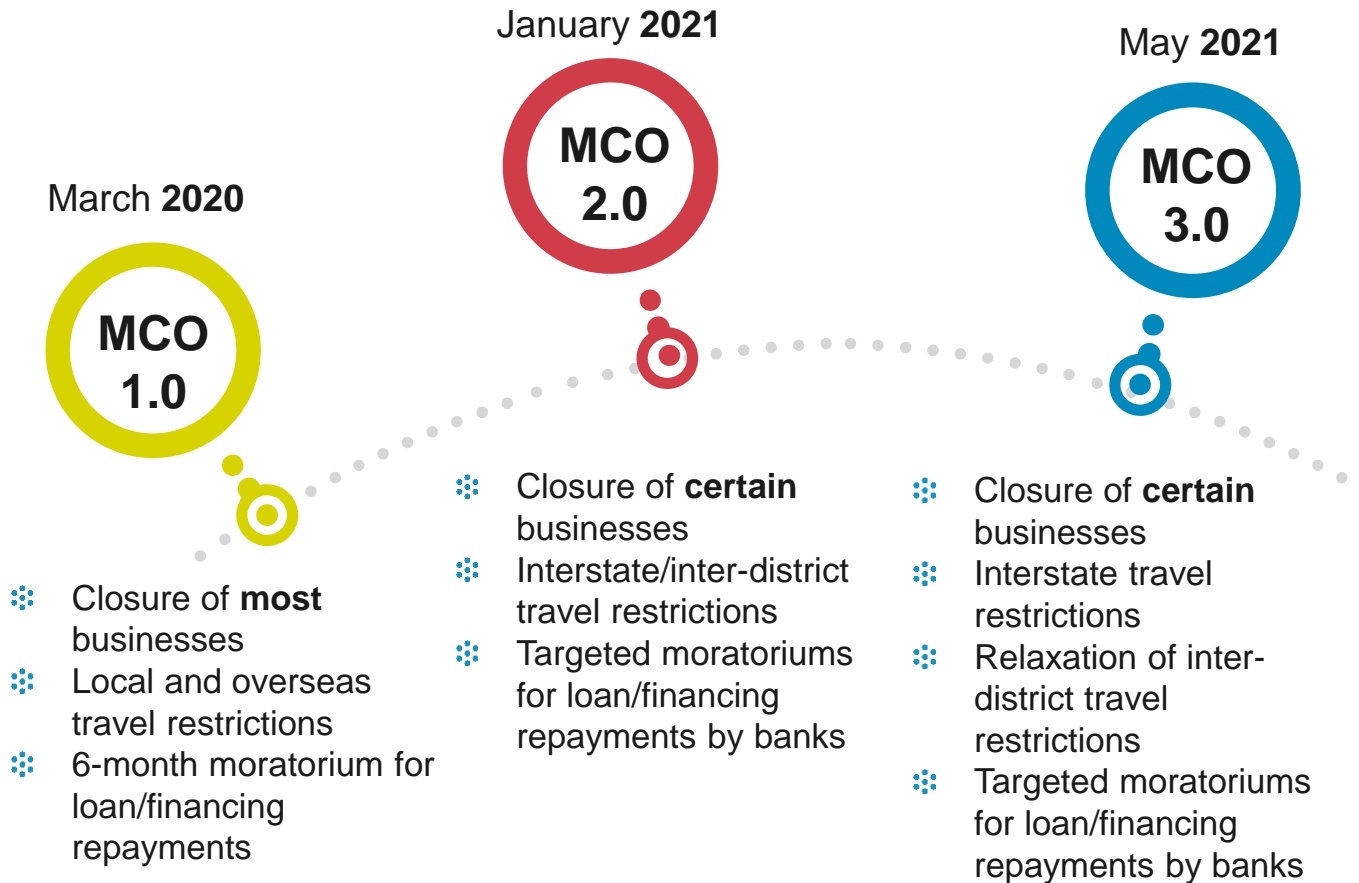 March 2020
MCO
1.0
Closure of most
businesses
Local and overseas
travel restrictions
6-month moratorium for
loan/financing
repayments
January 2021
MCO
2.0
Closure of certain
businesses
Interstate/inter-district
travel restrictions
Targeted moratoriums
for loan/financing
repayments by banks
May 2021
MCO
3.0
Closure of certain
businesses
Interstate travel
restrictions
Relaxation of inter-
district travel
restrictions
Targeted moratoriums
for loan/financing
repayments by banks